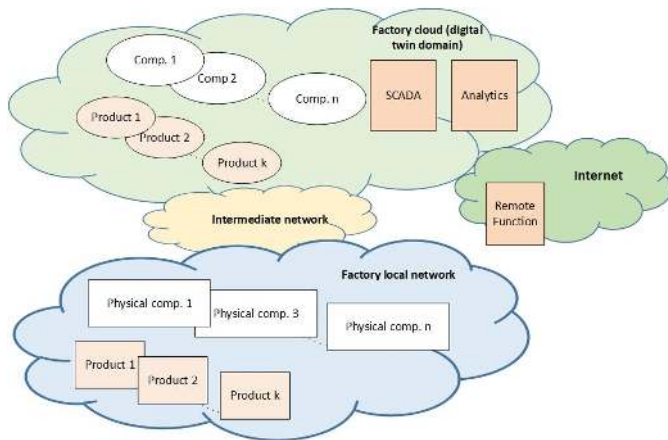 Factory cloud (digital
twin domain)
Comp. 1
Comp 2
Comp. n
SCADA
Analytics
Product 1
Product 2
Product k
Internet
Remote
Function
Intermediate network
Factory local network
Physical comp. 1
Physical comp. 3
Physical comp. n
Product 1
Product 2
Product k